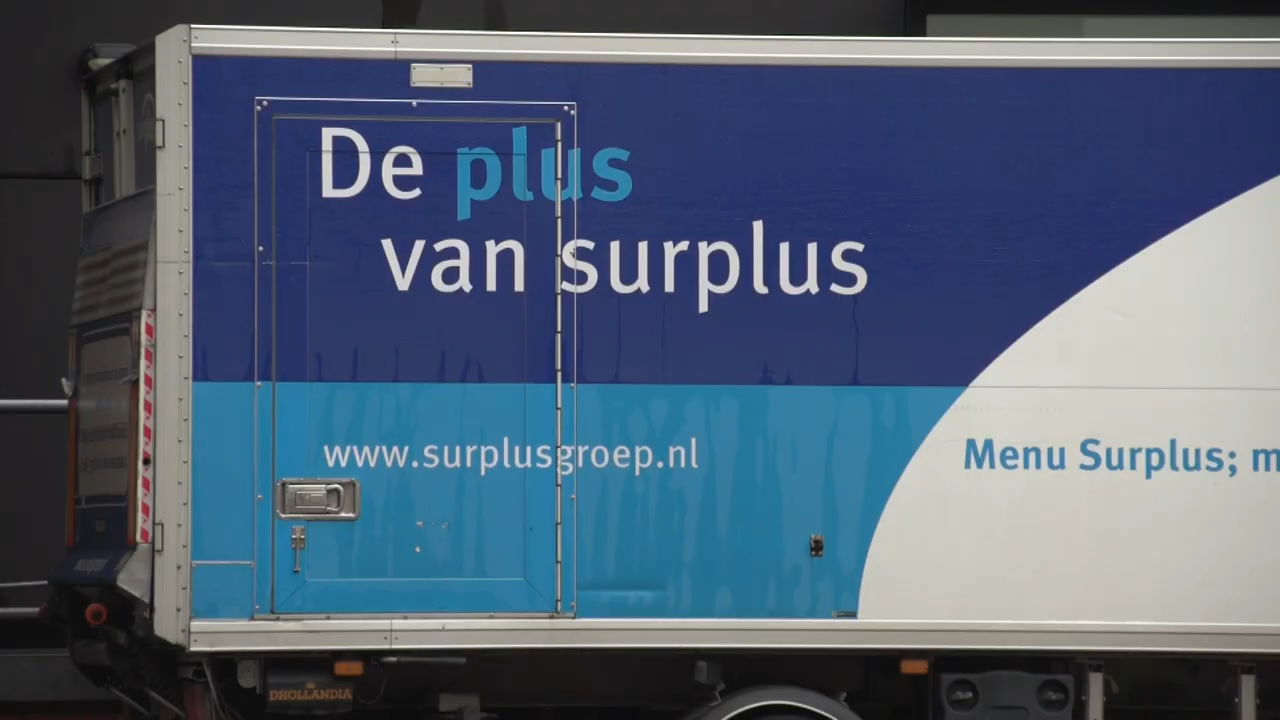 De plus
van surplus
www.surplusgroep.nl
Menu Surplus; m
DHOLLANDIA